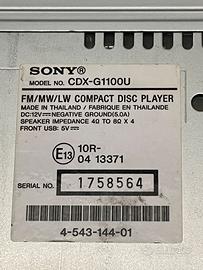 SONY®
MODEL NO. CDX-G1100U
FM/MW/LW COMPACT DISC PLAYER
MADE IN THAILAND / FABRIQUE EN THAILANDE
DC:12V⎓NEGATIVE GROUND(5.0A)
SPEAKER IMPEDANCE 4Ω TO 8Ω X 4
FRONT USB: 5V⎓
E13 10R-
04 13371
SERIAL NO. 1758564
4-543-144-01